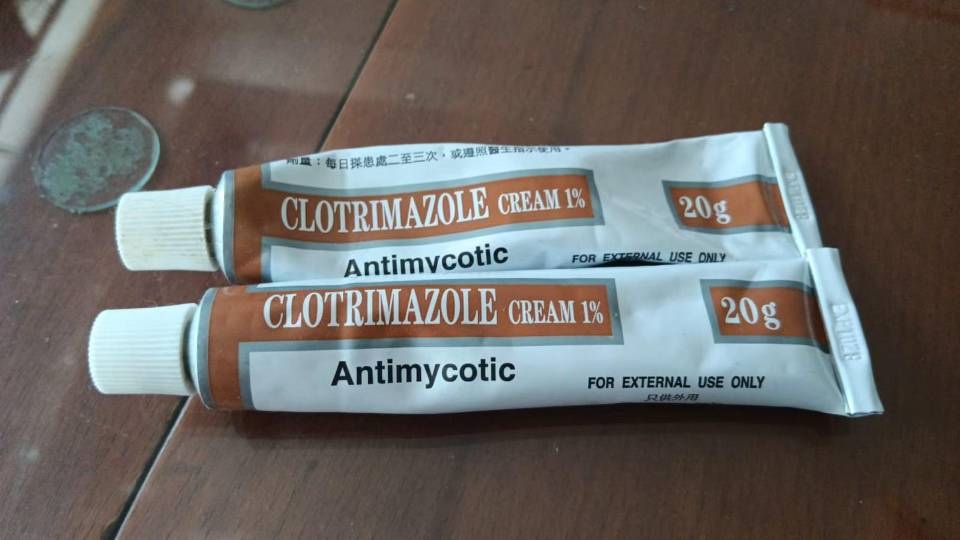 劑量：每日搽患處二至三次，或遵照醫生指示使用。
CLOTRIMAZOLE CREAM 1%
20g
Antimycotic
FOR EXTERNAL USE ONLY
CLOTRIMAZOLE CREAM 1%
20g
Antimycotic
FOR EXTERNAL USE ONLY
只供外用